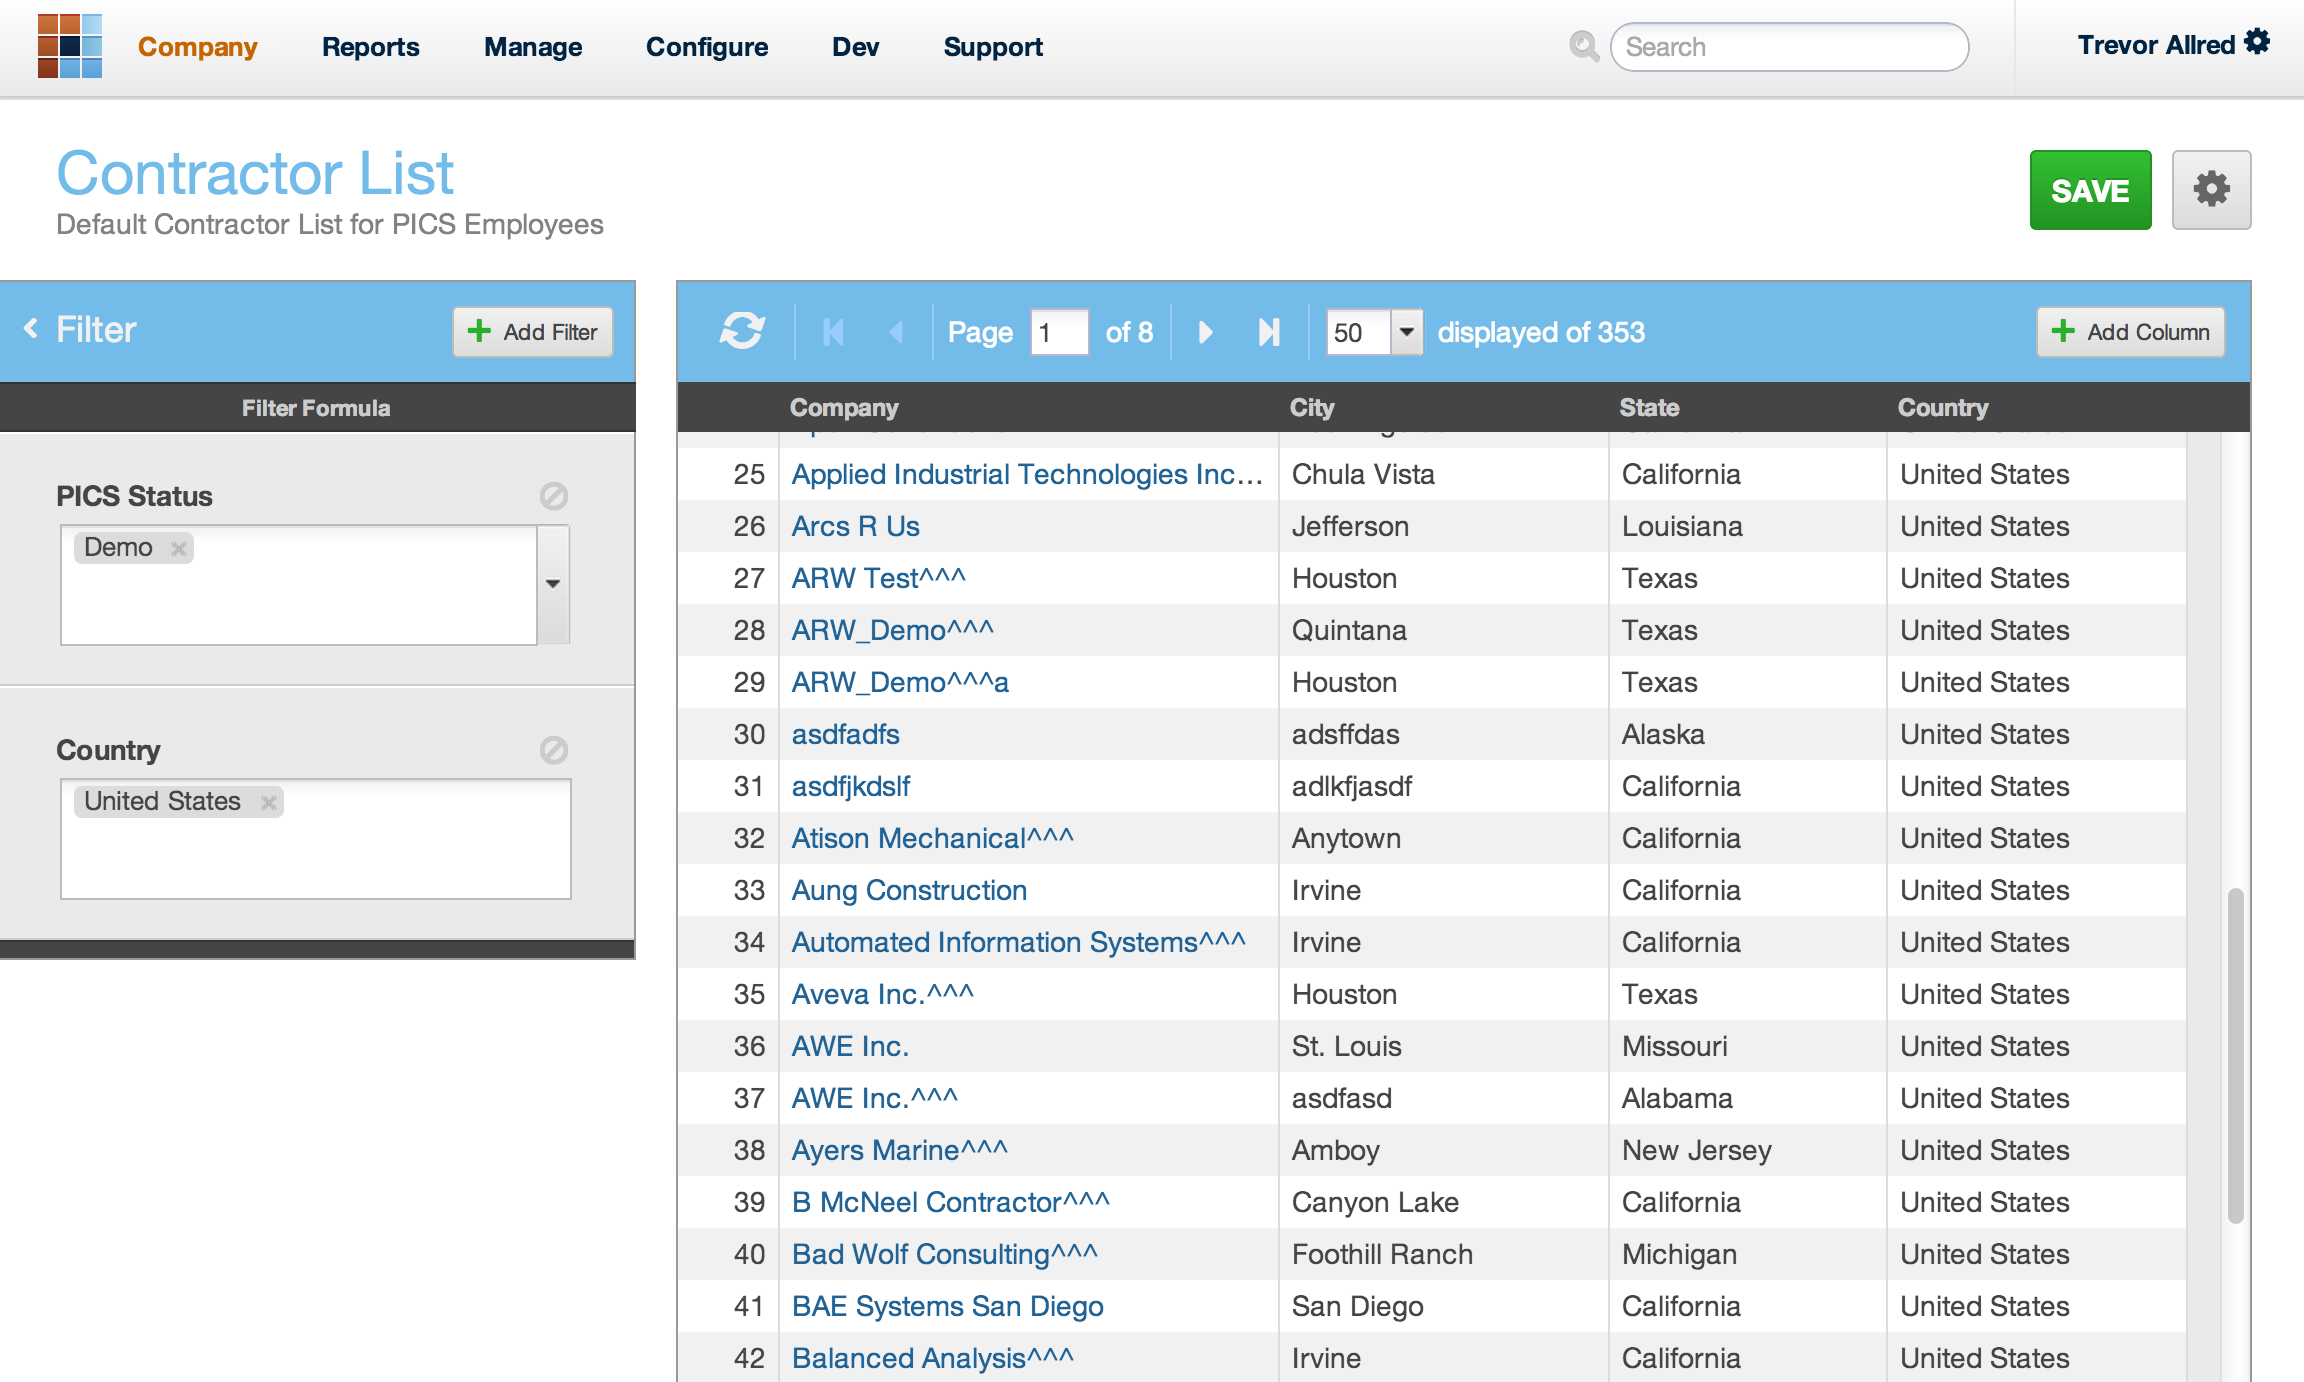 Company Reports Manage Configure Dev Support Search Trevor Allred
Contractor List
Default Contractor List for PICS Employees
SAVE
Filter Add Filter
Filter Formula
PICS Status
Demo
Country
United States
Page 1 of 8 50 displayed of 353 Add Column
Company City State Country
25 Applied Industrial Technologies Inc... Chula Vista California United States
26 Arcs R Us Jefferson Louisiana United States
27 ARW Test^^^ Houston Texas United States
28 ARW_Demo^^^ Quintana Texas United States
29 ARW_Demo^^^a Houston Texas United States
30 asdfadfs adsffdas Alaska United States
31 asdfjkdslf adlkfjasdf California United States
32 Atison Mechanical^^^ Anytown California United States
33 Aung Construction Irvine California United States
34 Automated Information Systems^^^ Irvine California United States
35 Aveva Inc.^^^ Houston Texas United States
36 AWE Inc. St. Louis Missouri United States
37 AWE Inc.^^^ asdfasd Alabama United States
38 Ayers Marine^^^ Amboy New Jersey United States
39 B McNeel Contractor^^^ Canyon Lake California United States
40 Bad Wolf Consulting^^^ Foothill Ranch Michigan United States
41 BAE Systems San Diego San Diego California United States
42 Balanced Analysis^^^ Irvine California United States